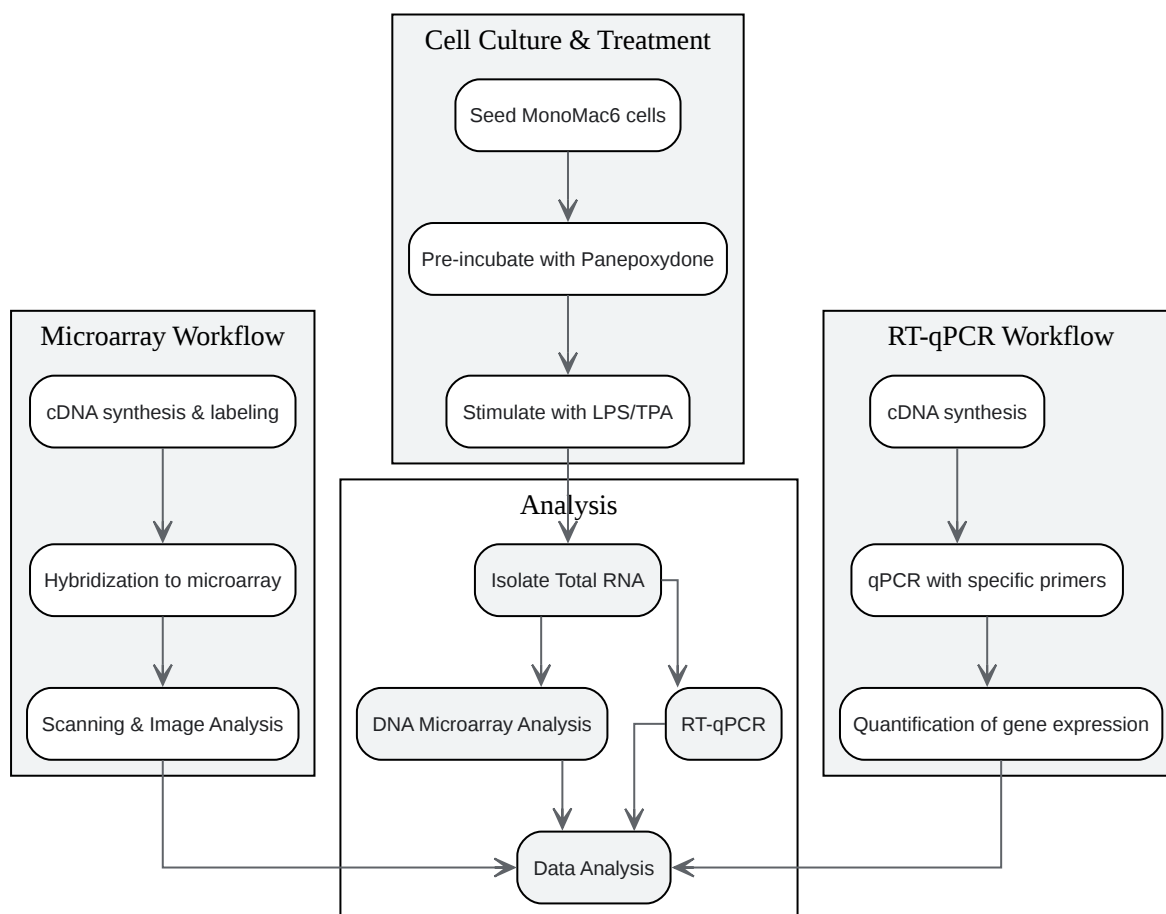 Cell Culture & Treatment
Seed MonoMac6 cells
Pre-incubate with Panepoxydone
Stimulate with LPS/TPA
Microarray Workflow
cDNA synthesis & labeling
Hybridization to microarray
Scanning & Image Analysis
Analysis
Isolate Total RNA
DNA Microarray Analysis
RT-qPCR
Data Analysis
RT-qPCR Workflow
cDNA synthesis
qPCR with specific primers
Quantification of gene expression